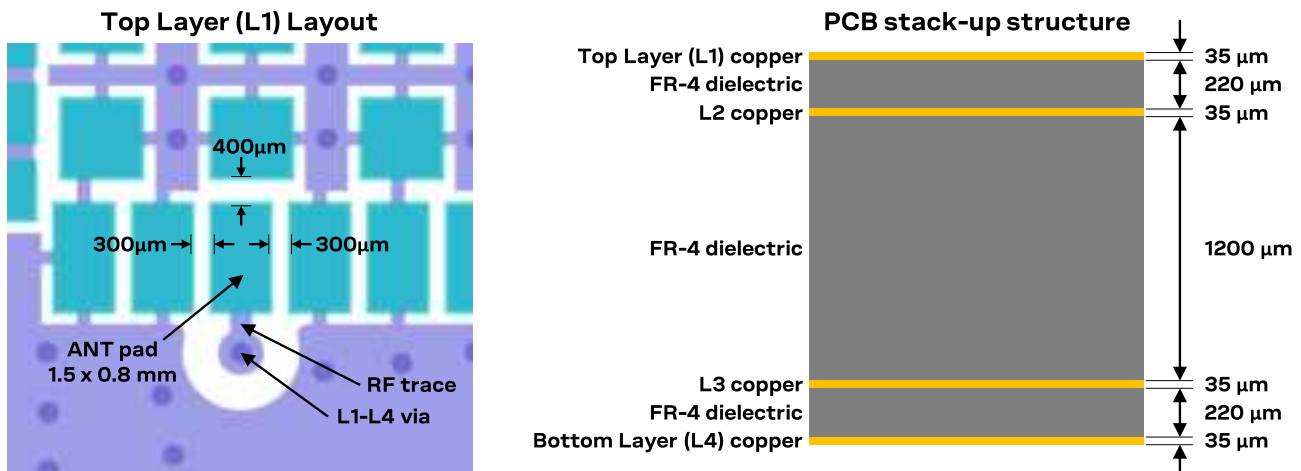 Top Layer (L1) Layout
400µm
300µm
300µm
ANT pad
1.5 x 0.8 mm
RF trace
L1-L4 via
PCB stack-up structure
Top Layer (L1) copper
35 µm
FR-4 dielectric
220 µm
L2 copper
35 µm
FR-4 dielectric
1200 µm
L3 copper
35 µm
FR-4 dielectric
220 µm
Bottom Layer (L4) copper
35 µm